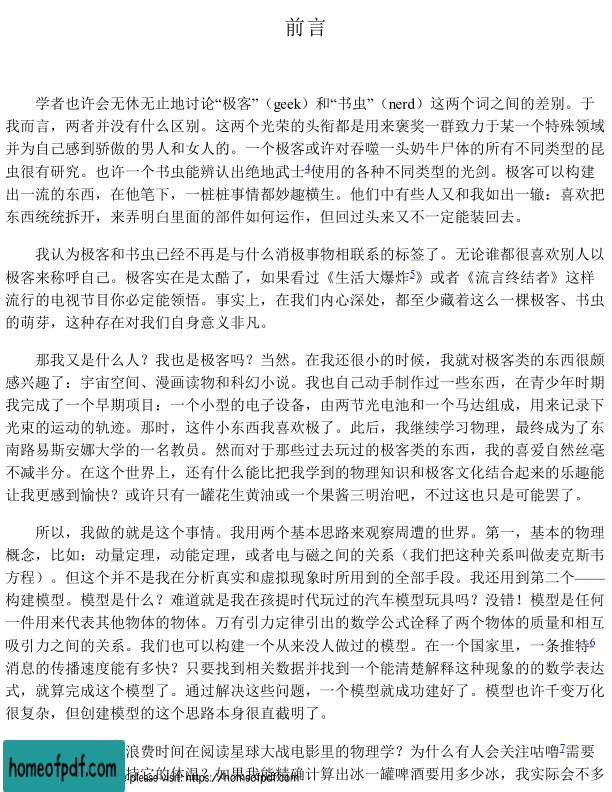 前言
学者也许会无休无止地讨论“极客”（geek）和“书虫”（nerd）这两个词之间的差别。于
我而言，两者并没有什么区别。这两个光荣的头衔都是用来褒奖一群致力于某一个特殊领域
并为自己感到骄傲的男人和女人的。一个极客或许对吞噬一头奶牛尸体的所有不同类型的昆
虫很有研究。也许一个书虫能辨认出绝地武士4使用的各种不同类型的光剑。极客可以构建
出一流的东西，在他笔下，一桩桩事情都妙趣横生。他们中有些人又和我如出一辙：喜欢把
东西统统拆开，来弄明白里面的部件如何运作，但回过头来又不一定能装回去。
我认为极客和书虫已经不再是与什么消极事物相联系的标签了。无论谁都很喜欢别人以
极客来称呼自己。极客实在是太酷了，如果看过《生活大爆炸5》或者《流言终结者》这样
流行的电视节目你必定能领悟。事实上，在我们内心深处，都至少藏着这么一棵极客、书虫
的萌芽，这种存在对我们自身意义非凡。
那我又是什么人？我也是极客吗？当然。在我还很小的时候，我就对极客类的东西很颇
感兴趣了：宇宙空间、漫画读物和科幻小说。我也自己动手制作过一些东西，在青少年时期
我完成了一个早期项目：一个小型的电子设备，由两节光电池和一个马达组成，用来记录下
光束的运动的轨迹。那时，这件小东西我喜欢极了。此后，我继续学习物理，最终成为了东
南路易斯安娜大学的一名教员。然而对于那些过去玩过的极客类的东西，我的喜爱自然丝毫
不减半分。在这个世界上，还有什么能比把我学到的物理知识和极客文化结合起来的乐趣能
让我更感到愉快？或许只有一罐花生黄油或一个果酱三明治吧，不过这也只是可能罢了。
所以，我做的就是这个事情。我用两个基本思路来观察周遭的世界。第一，基本的物理
概念，比如：动量定理，动能定理，或者电与磁之间的关系（我们把这种关系叫做麦克斯韦
方程）。但这个并不是我在分析真实和虚拟现象时所用到的全部手段。我还用到第二个——
构建模型。模型是什么？难道就是我在孩提时代玩过的汽车模型玩具吗？没错！模型是任何
一件用来代表其他物体的物体。万有引力定律引出的数学公式诠释了两个物体的质量和相互
吸引力之间的关系。我们也可以构建一个从来没人做过的模型。在一个国家里，一条推特6
消息的传播速度能有多快？只要找到相关数据并找到一个能清楚解释这种现象的的数学表达
式，就算完成这个模型了。通过解决这些问题，一个模型就成功建好了。模型也许千变万化
很复杂，但创建模型的这个思路本身很直截明了。
浪费时间在阅读星球大战电影里的物理学？为什么有人会关注咕噜7需要
持它的体温？如果我能精确计算出冰一罐啤酒要用多少冰，我实际会不多
homeofpdf.com
please visit: https://homeofpdf.com